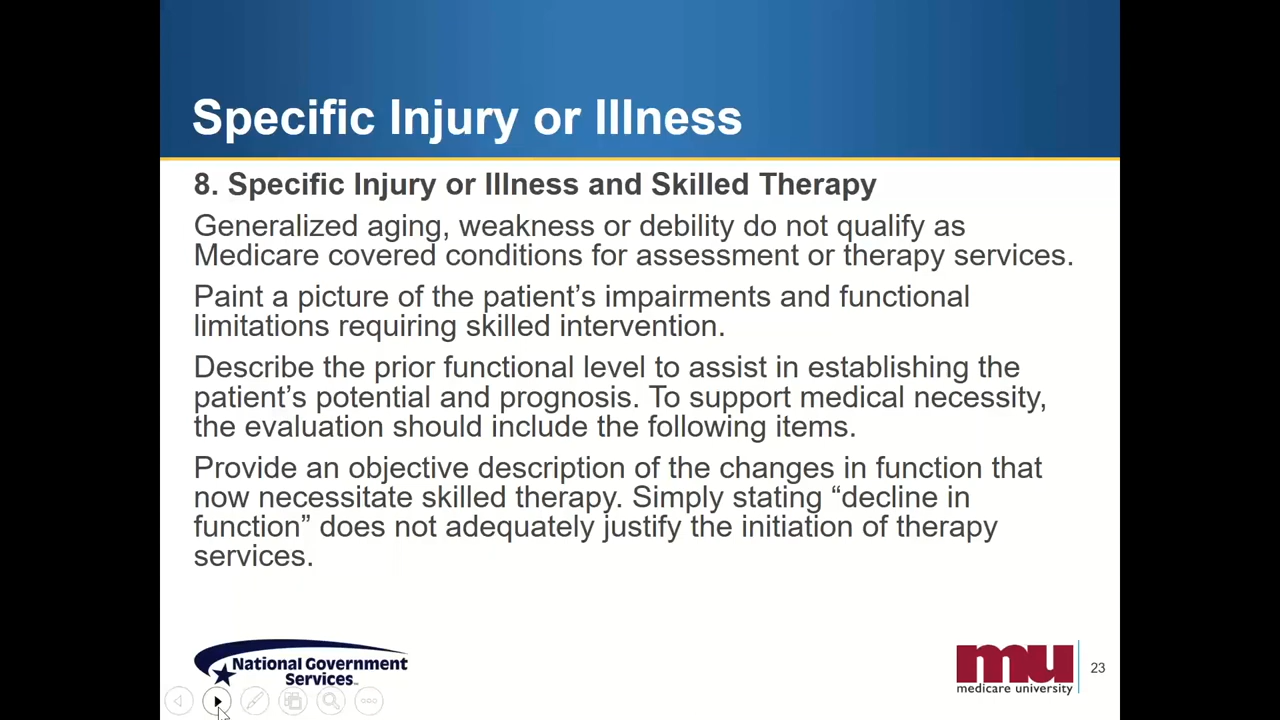 Specific Injury or Illness
8. Specific Injury or Illness and Skilled Therapy
Generalized aging, weakness or debility do not qualify as
Medicare covered conditions for assessment or therapy services.
Paint a picture of the patient’s impairments and functional
limitations requiring skilled intervention.
Describe the prior functional level to assist in establishing the
patient’s potential and prognosis. To support medical necessity,
the evaluation should include the following items.
Provide an objective description of the changes in function that
now necessitate skilled therapy. Simply stating “decline in
function” does not adequately justify the initiation of therapy
services.
National Government
Services
mu
medicare university
23